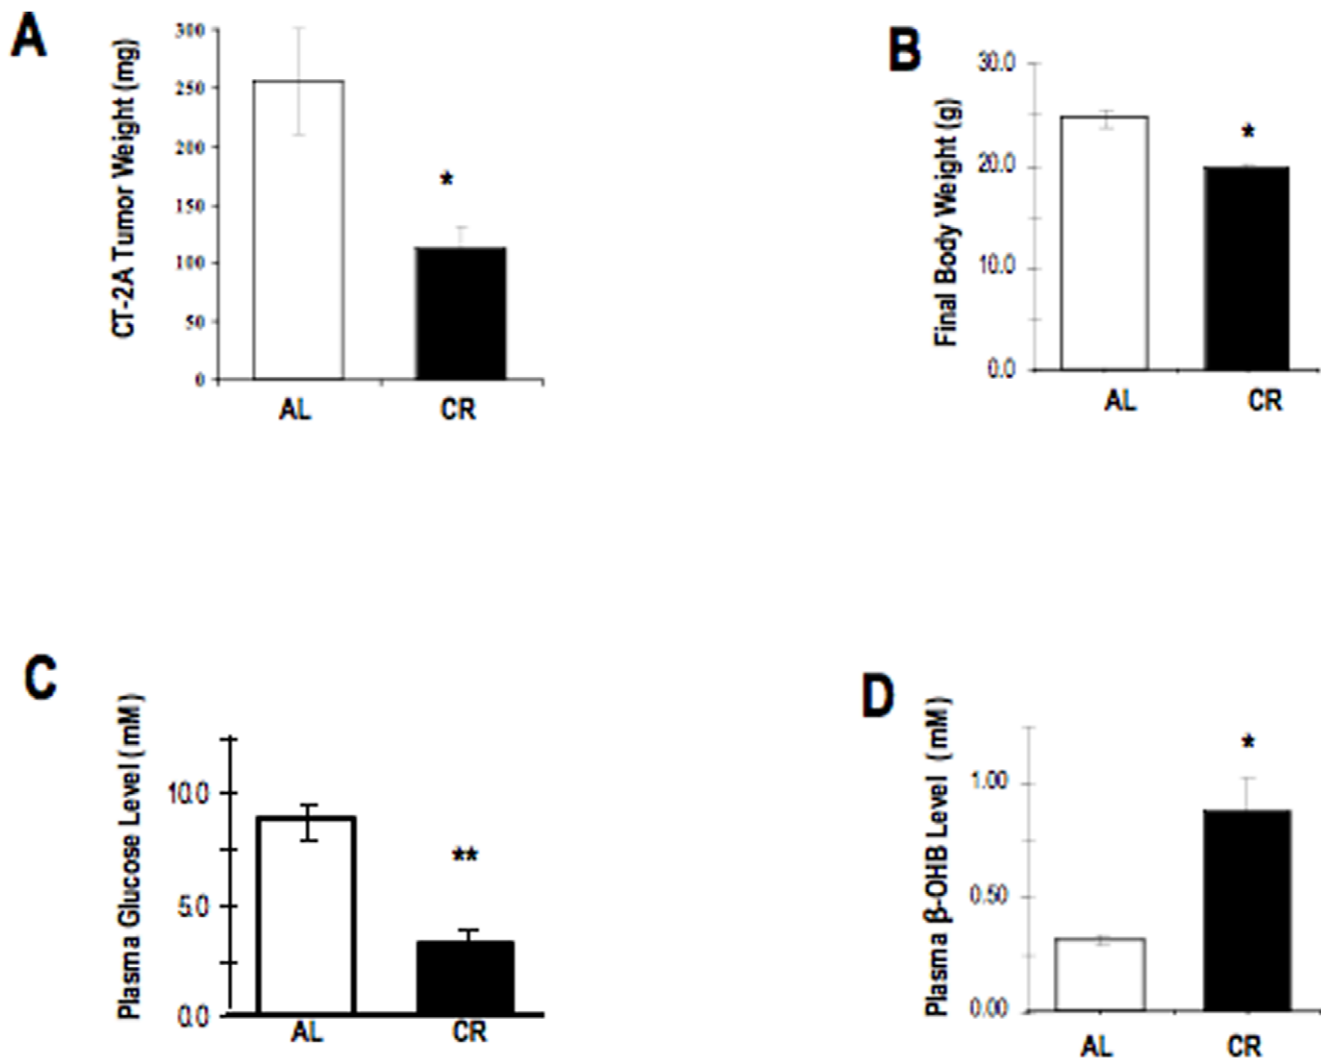 A
CT-2A Tumor Weight (mg)
300
250
200
150
100
50
0
*
AL
CR
B
Final Body Weight (g)
30.0
20.0
10.0
0.0
*
AL
CR
C
Plasma Glucose Level ( mM)
10.0
5.0
0.0
**
AL
CR
D
Plasma β-OHB Level ( mM)
1.00
0.50
0.00
*
AL
CR